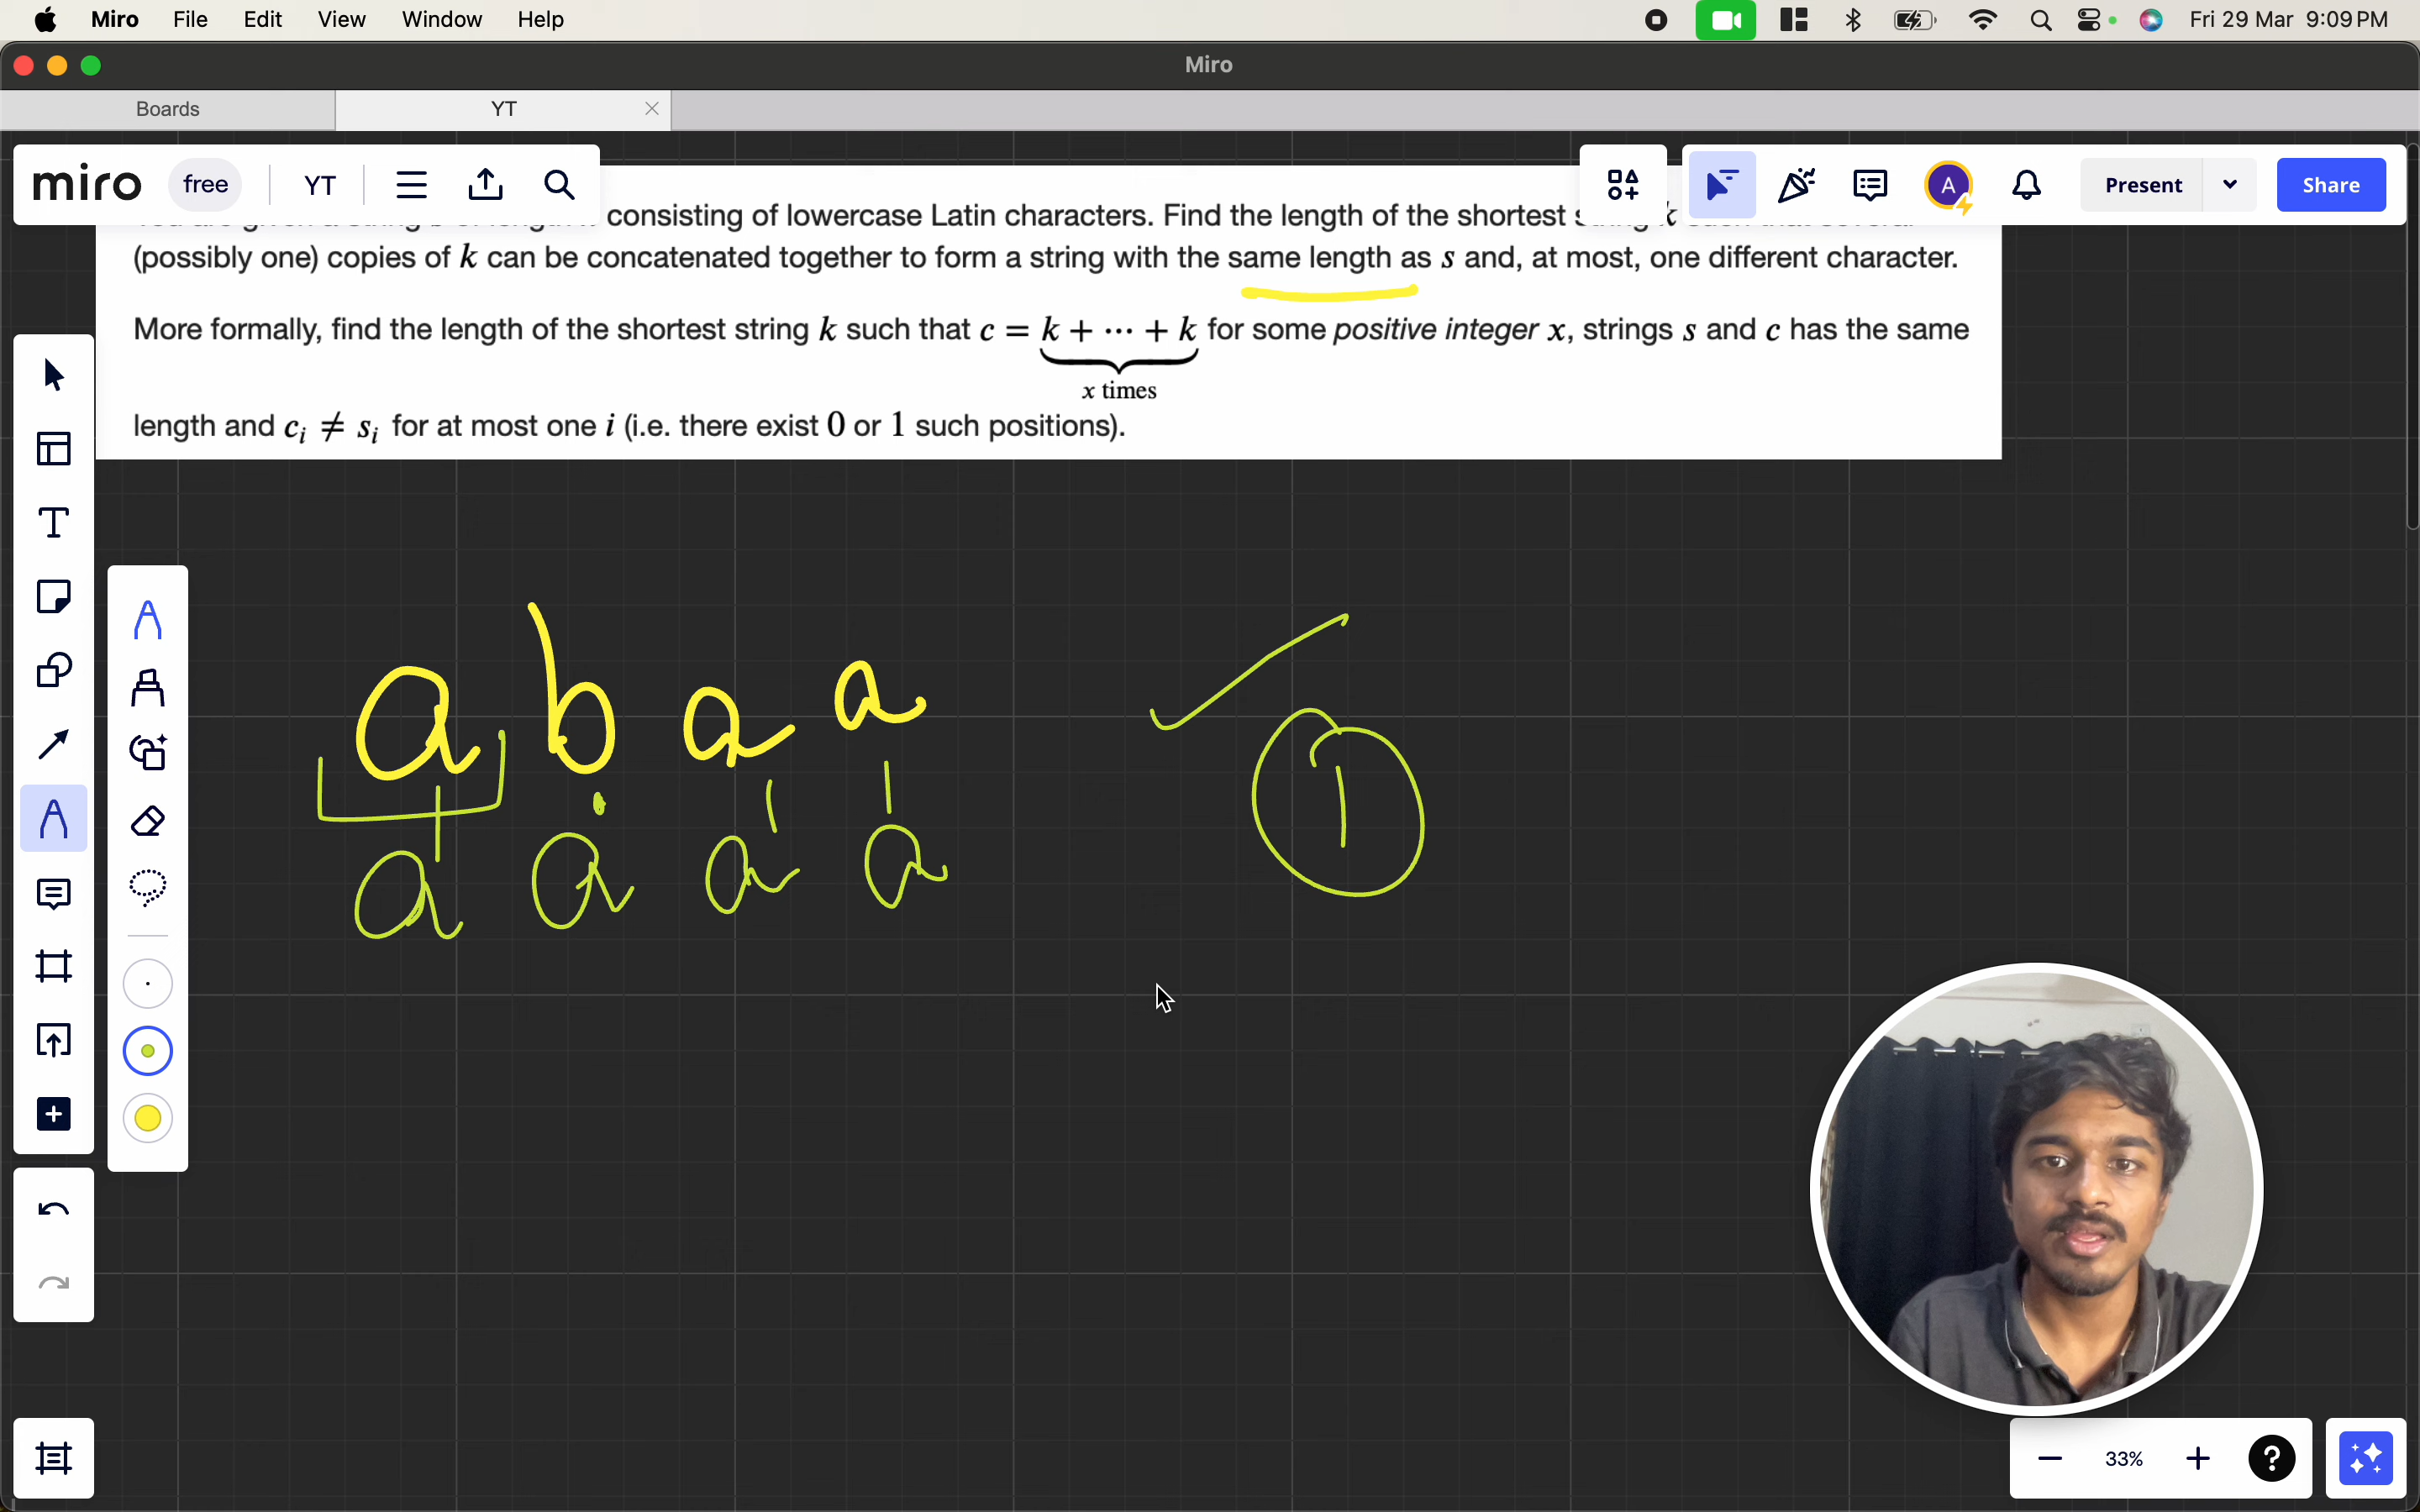 Miro File Edit View Window Help Fri 29 Mar 9:09 PM
Miro
Boards YT
miro free YT Present Share
consisting of lowercase Latin characters. Find the length of the shortest
(possibly one) copies of k can be concatenated together to form a string with the same length as s and, at most, one different character.
More formally, find the length of the shortest string k such that c = k + ⋯ + k for some positive integer x, strings s and c has the same
x times
length and cᵢ ≠ sᵢ for at most one i (i.e. there exist 0 or 1 such positions).
a b a a
1
a a a a
33%